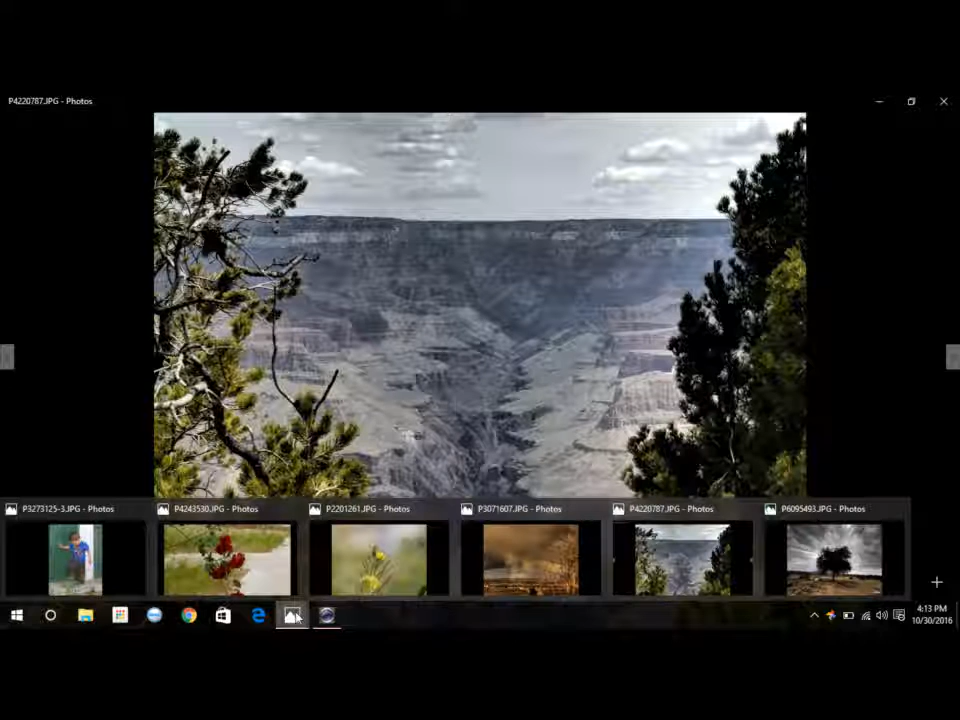 P4220787.JPG - Photos
P3273125-3.JPG - Photos
P4243530.JPG - Photos
P2201261.JPG - Photos
P3071607.JPG - Photos
P4220787.JPG - Photos
P6095493.JPG - Photos
4:13 PM
10/30/2016